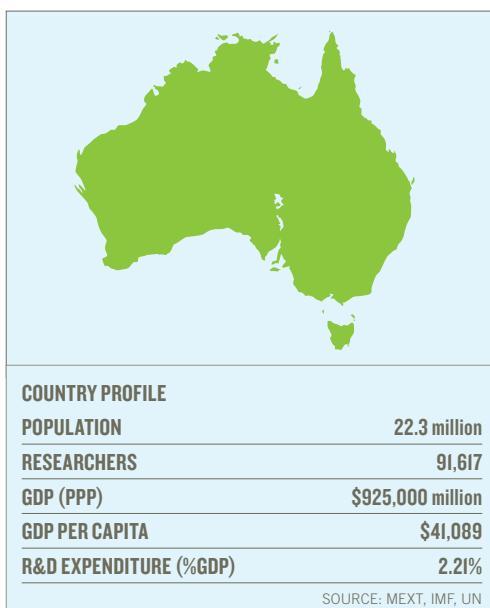 COUNTRY PROFILE
POPULATION 22.3 million
RESEARCHERS 91,617
GDP (PPP) $925,000 million
GDP PER CAPITA $41,089
R&D EXPENDITURE (%GDP) 2.21%
SOURCE: MEXT, IMF, UN